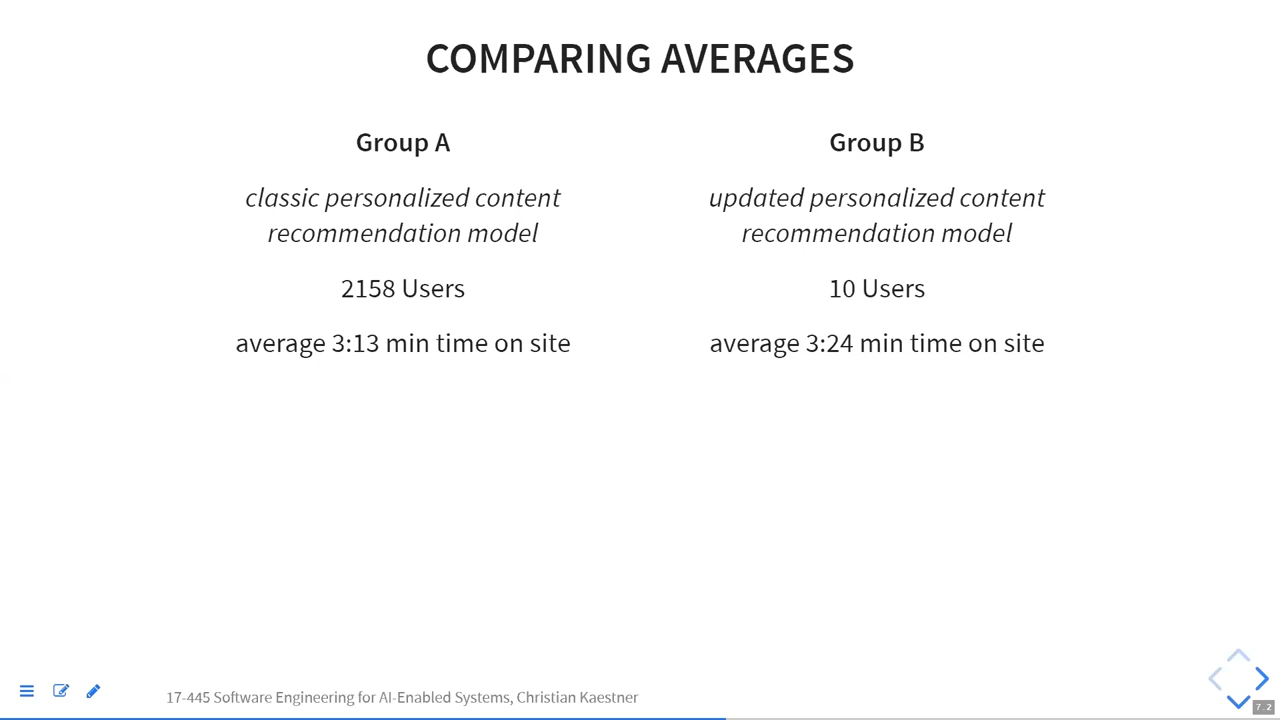 COMPARING AVERAGES
Group A
classic personalized content
recommendation model
2158 Users
average 3:13 min time on site
Group B
updated personalized content
recommendation model
10 Users
average 3:24 min time on site
17-445 Software Engineering for AI-Enabled Systems, Christian Kaestner
7.2